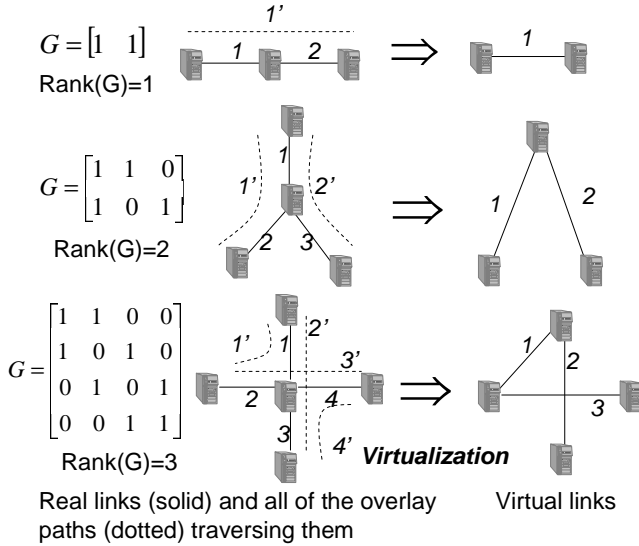 1'
G = [1 1]
1 2
1
Rank(G)=1
1
G = [1 1 0
1 0 1]
1' 2'
2 3
1 2
Rank(G)=2
G = [1 1 0 0
1 0 1 0
0 1 0 1
0 0 1 1]
1' 1 2'
3'
2 4
3
4'
1 2
3
Rank(G)=3
Virtualization
Real links (solid) and all of the overlay
paths (dotted) traversing them
Virtual links